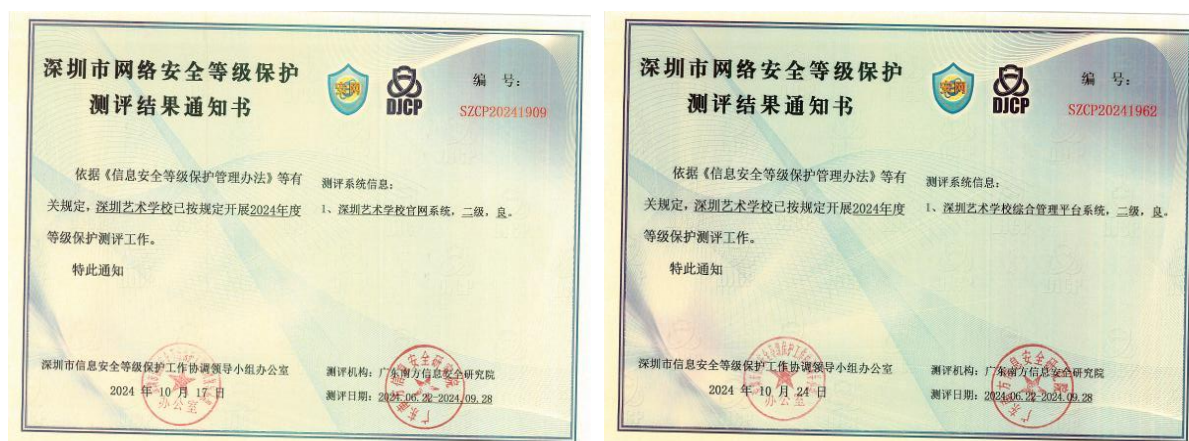 深圳市网络安全等级保护
测评结果通知书
安网
DJCP
编 号:
SZCP20241909
依据《信息安全等级保护管理办法》等有
关规定，深圳艺术学校已按规定开展2024年度
等级保护测评工作。
特此通知
测评系统信息：
1、深圳艺术学校官网系统，二级，良。
深圳市信息安全等级保护工作协调领导小组办公室
2024 年 10 月 17 日
办公室
测评机构：广东南方信息安全研究院
测评日期：2024.06.22-2024.09.28
深圳市网络安全等级保护
测评结果通知书
安网
DJCP
编 号:
SZCP20241962
依据《信息安全等级保护管理办法》等有
关规定，深圳艺术学校已按规定开展2024年度
等级保护测评工作。
特此通知
测评系统信息：
1、深圳艺术学校综合管理平台系统，二级，良。
深圳市信息安全等级保护工作协调领导小组办公室
2024 年 10 月 24 日
办公室
测评机构：广东南方信息安全研究院
测评日期：2024.06.22-2024.09.28